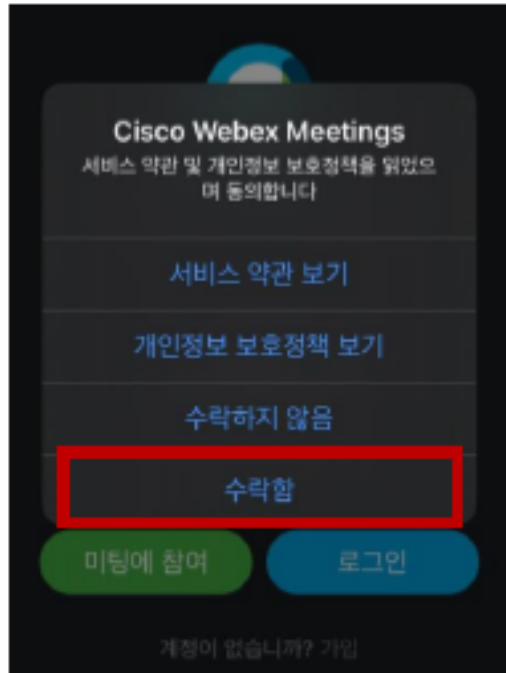 Cisco Webex Meetings
서비스 약관 및 개인정보 보호정책을 읽었으
며 동의합니다
서비스 약관 보기
개인정보 보호정책 보기
수락하지 않음
수락함
미팅에 참여
로그인
계정이 없습니까? 가입